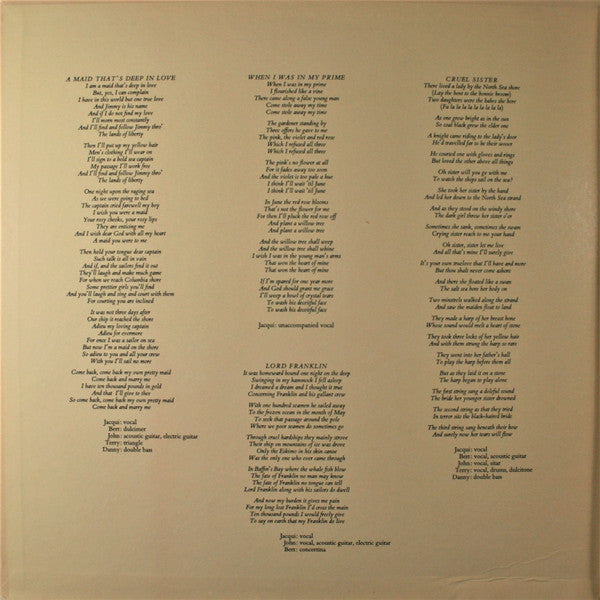 A MAID THAT'S DEEP IN LOVE
I am a maid that's deep in love
But, yes, I can complain
I have in this world but one true love
And Jimmy is his name
And if I do not find my love
I'll mourn most constantly
And I'll find and follow Jimmy thro'
The lands of liberty
Then I'll put up my yellow hair
Men's clothing I'll wear on
I'll sign to a bold sea captain
My passage I'll work free
And I'll find and follow Jimmy thro'
The lands of liberty
One night upon the raging sea
As we were going to bed
The captain cried farewell my boy
I wish you were a maid
Your rosy cheeks, your rosy lips
They are enticing me
And I wish dear God with all my heart
A maid you were to me
Then hold your tongue dear captain
Such talk is all in vain
And if, and the sailors find it out
They'll laugh and make much game
For when we reach Columbia shore
Some prettier girls you'll find
And you'll laugh and sing and court with them
For courting you are inclined
It was not three days after
Our ship it reached the shore
Adieu my loving captain
Adieu for evermore
For once I was a sailor on sea
But now I'm a maid on the shore
So adieu to you and all your crew
With you I'll sail no more
Come back, come back my own pretty maid
Come back and marry me
I have ten thousand pounds in gold
And that I'll give to thee
So come back, come back my own pretty maid
Come back and marry me
Jacqui: vocal
Bert: dulcimer
John: acoustic guitar, electric guitar
Terry: triangle
Danny: double bass
WHEN I WAS IN MY PRIME
When I was in my prime
I flourished like a vine
There came along a false young man
Come stole away my time
Come stole away my time
The gardener standing by
Three offers he gave to me
The pink, the violet and red rose
Which I refused all three
Which I refused all three
The pink's no flower at all
For it fades away too soon
And the violet is too pale a hue
I think I'll wait 'til June
I think I'll wait 'til June
In June the red rose blooms
That's not the flower for me
For then I'll pluck the red rose off
And plant a willow tree
And plant a willow tree
And the willow tree shall weep
And the willow tree shall whine
I wish I was in the young man's arms
That won the heart of mine
That won the heart of mine
If I'm spared for one year more
And God should grant me grace
I'll weep a bowl of crystal tears
To wash his deceitful face
To wash his deceitful face
Jacqui: unaccompanied vocal
LORD FRANKLIN
It was homeward bound one night on the deep
Swinging in my hammock I fell asleep
I dreamed a dream and I thought it true
Concerning Franklin and his gallant crew
With one hundred seamen he sailed away
To the frozen ocean in the month of May
To seek that passage around the pole
Where we poor seamen do sometimes go
Through cruel hardships they mainly strove
Their ship on mountains of ice was drove
Only the Eskimo in his skin canoe
Was the only one who ever came through
In Baffin's Bay where the whale fish blow
The fate of Franklin no man may know
The fate of Franklin no tongue can tell
Lord Franklin along with his sailors do dwell
And now my burden it gives me pain
For my long lost Franklin I'd cross the main
Ten thousand pounds I would freely give
To say on earth that my Franklin do live
Jacqui: vocal
John: vocal, acoustic guitar, electric guitar
Bert: concertina
CRUEL SISTER
There lived a lady by the North Sea shore
(Lay the bent to the bonnie broom)
Two daughters were the babes she bore
(Fa la la la la la la la la la)
As one grew bright as in the sun
So coal black grew the elder one
A knight came riding to the lady's door
He'd travelled far to be their wooer
He courted one with gloves and rings
But loved the other above all things
Oh sister will you go with me
To watch the ships sail on the sea?
She took her sister by the hand
And led her down to the North Sea strand
And as they stood on the windy shore
The dark girl threw her sister o'er
Sometimes she sank, sometimes she swam
Crying sister reach to me your hand
Oh sister, sister let me live
And all that's mine I'll surely give
It's your own truelove that I'll have and more
But thou shalt never come ashore
And there she floated like a swan
The salt sea bore her body on
Two minstrels walked along the strand
And saw the maiden float to land
They made a harp of her breast bone
Whose sound would melt a heart of stone
They took three locks of her yellow hair
And with them strung the harp so rare
They went into her father's hall
To play the harp before them all
But as they laid it on a stone
The harp began to play alone
The first string sang a doleful sound
The bride her younger sister drowned
The second string as that they tried
In terror sits the black-haired bride
The third string sang beneath their bow
And surely now her tears will flow
Jacqui: vocal
Bert: vocal, acoustic guitar
John: vocal, sitar
Terry: vocal, drums, dulcitone
Danny: double bass